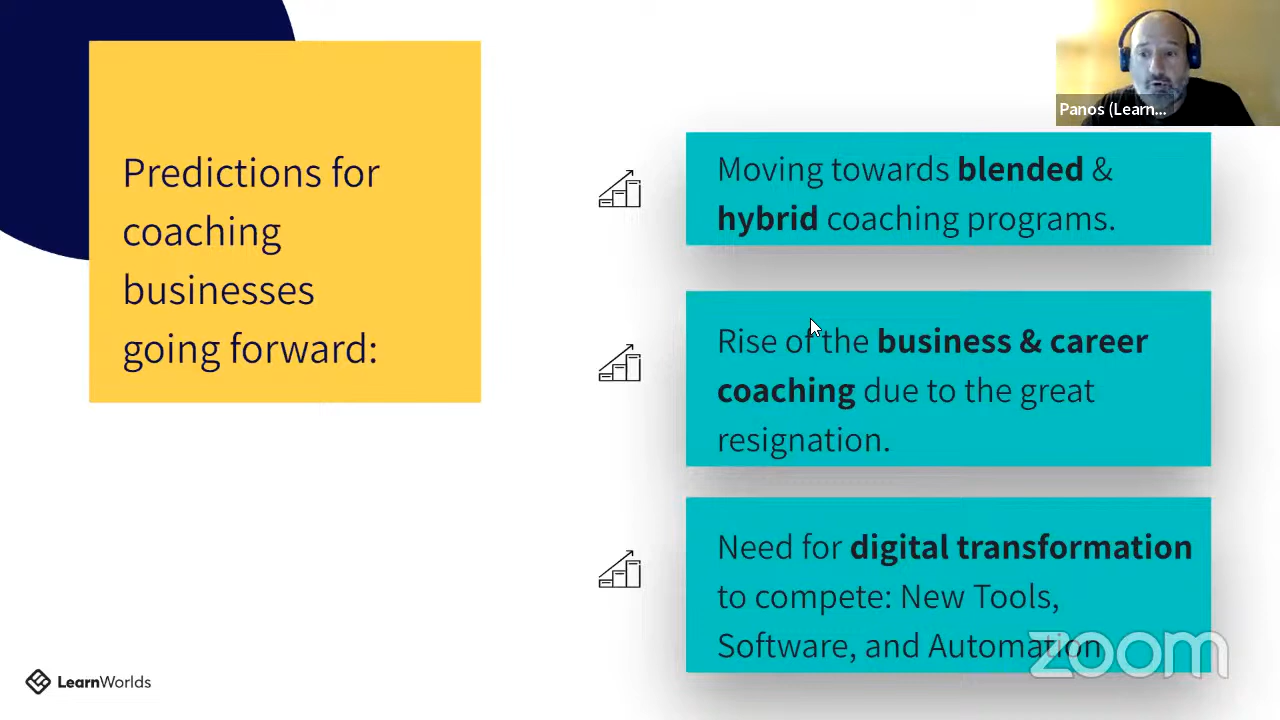 Predictions for
coaching
businesses
going forward:
Panos (Learn...
Moving towards blended &
hybrid coaching programs.
Rise of the business & career
coaching due to the great
resignation.
Need for digital transformation
to compete: New Tools,
Software, and Automation
zoom
LearnWorlds